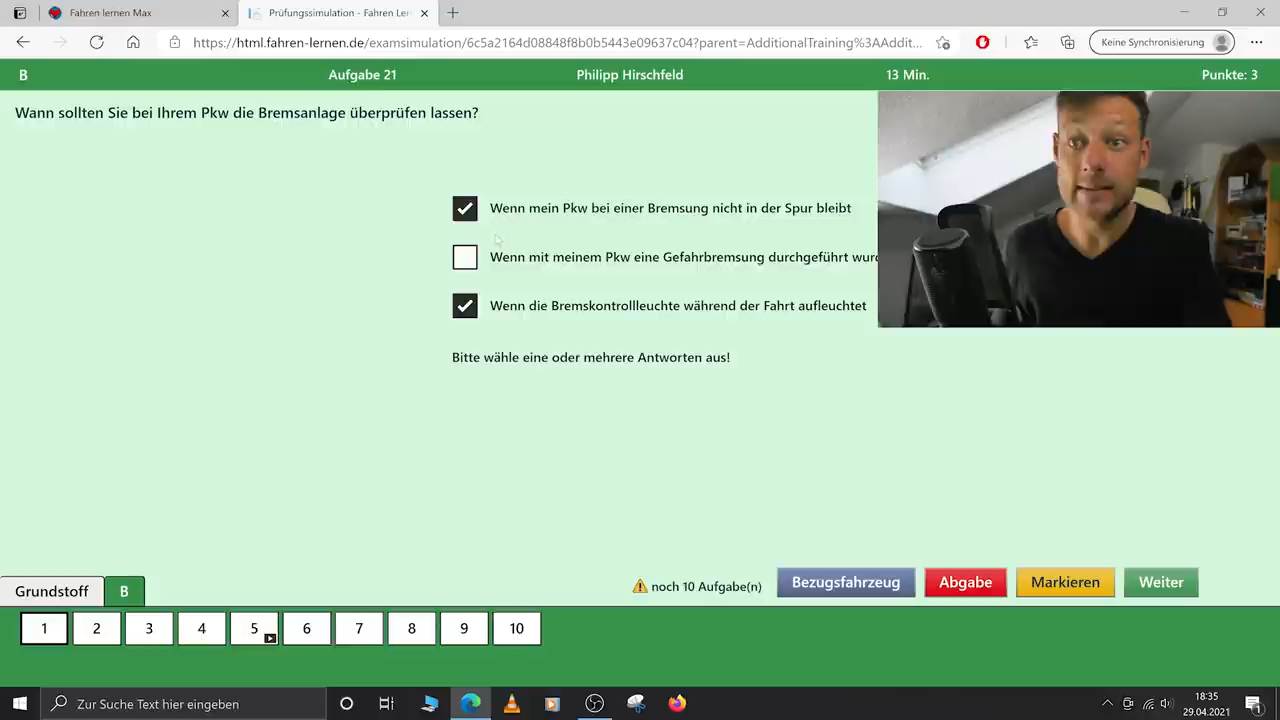 Fahren lernen Max
Prüfungssimulation - Fahren Ler
https://html.fahren-lernen.de/examsimulation/6c5a2164d08848f8b0b5443e09637c04?parent=AdditionalTraining%3AAddit...
Keine Synchronisierung
B
Aufgabe 21
Philipp Hirschfeld
13 Min.
Punkte: 3
Wann sollten Sie bei Ihrem Pkw die Bremsanlage überprüfen lassen?
Wenn mein Pkw bei einer Bremsung nicht in der Spur bleibt
Wenn mit meinem Pkw eine Gefahrbremsung durchgeführt wurd
Wenn die Bremskontrollleuchte während der Fahrt aufleuchtet
Bitte wähle eine oder mehrere Antworten aus!
Grundstoff
B
noch 10 Aufgabe(n)
Bezugsfahrzeug
Abgabe
Markieren
Weiter
1 2 3 4 5 6 7 8 9 10
Zur Suche Text hier eingeben
18:35
29.04.2021